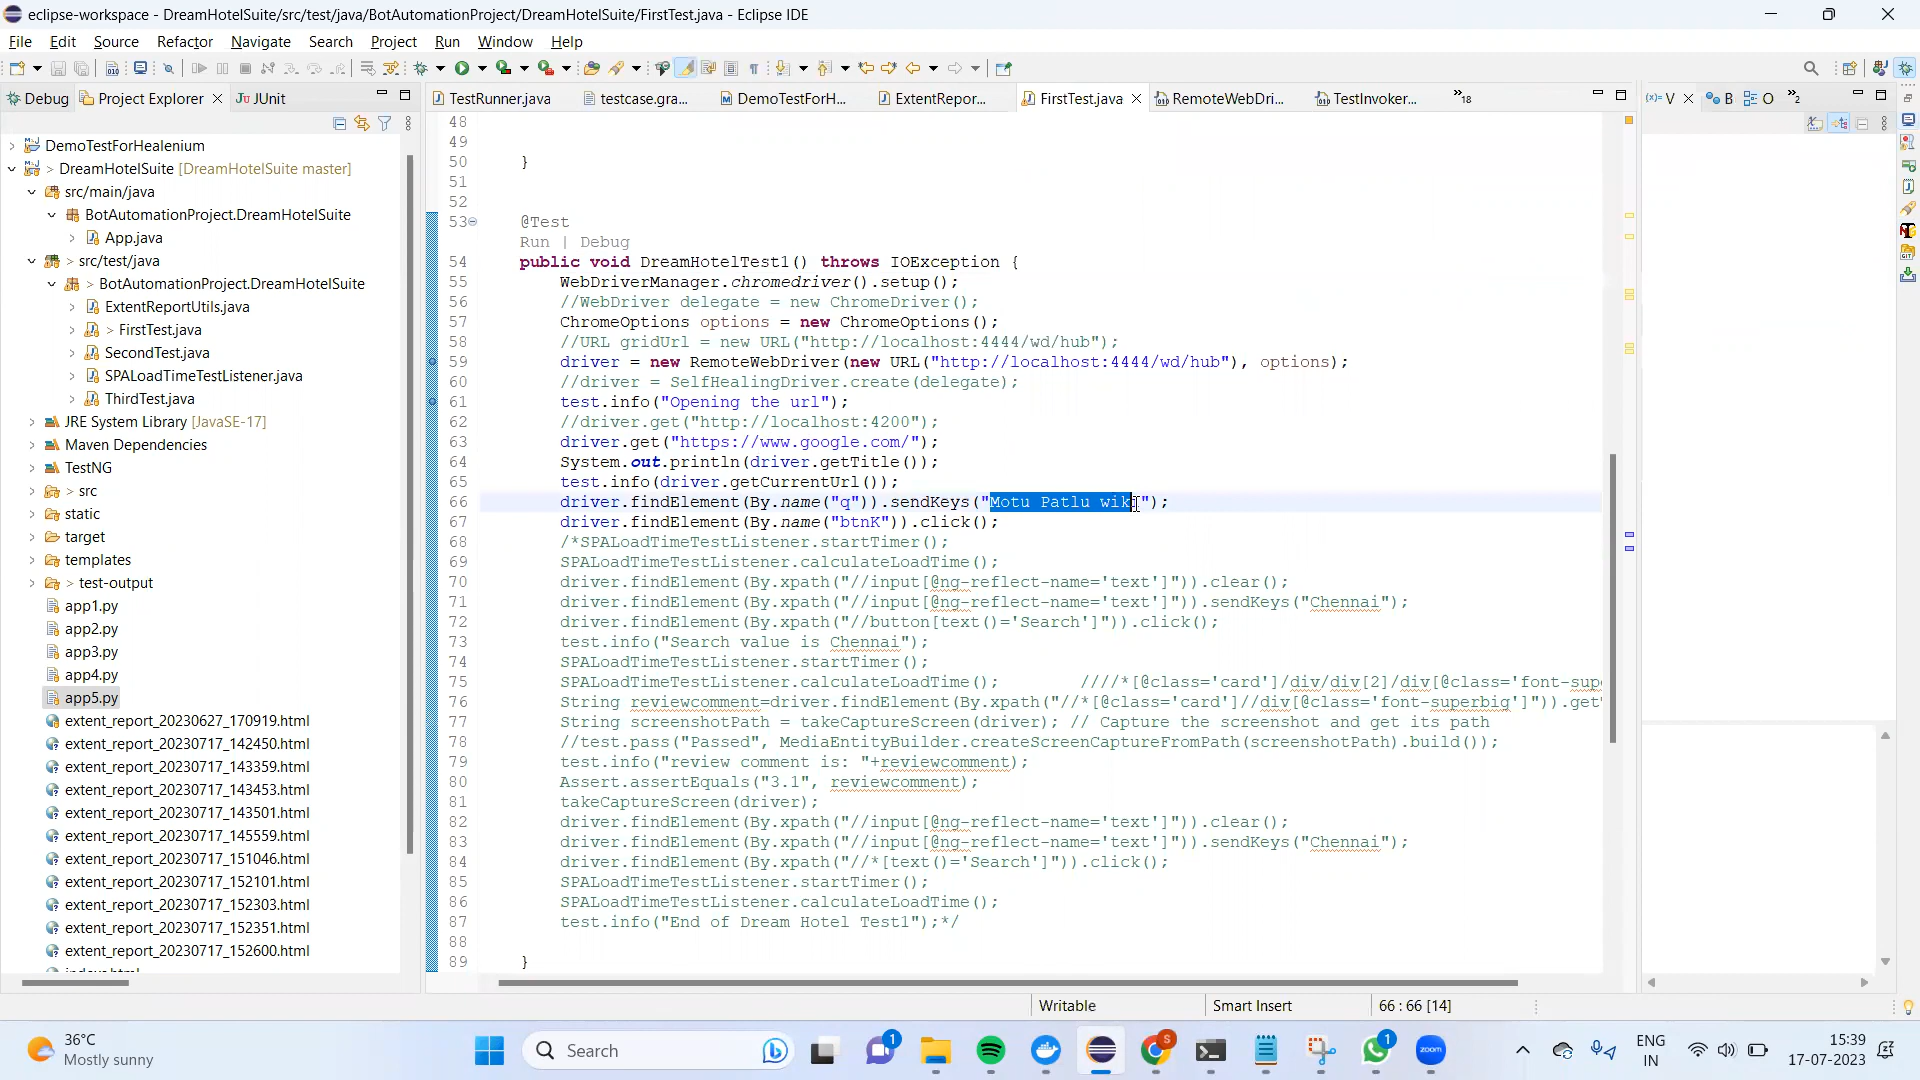 eclipse-workspace - DreamHotelSuite/src/test/java/BotAutomationProject/DreamHotelSuite/FirstTest.java - Eclipse IDE
File Edit Source Refactor Navigate Search Project Run Window Help
Debug Project Explorer JUnit
TestRunner.java testcase.gra... DemoTestForH... ExtentRepor... FirstTest.java RemoteWebDri... TestInvoker... »18
(x)= V B O »2
DemoTestForHealenium
> DreamHotelSuite [DreamHotelSuite master]
src/main/java
BotAutomationProject.DreamHotelSuite
App.java
> src/test/java
> BotAutomationProject.DreamHotelSuite
ExtentReportUtils.java
> FirstTest.java
SecondTest.java
SPALoadTimeTestListener.java
ThirdTest.java
JRE System Library [JavaSE-17]
Maven Dependencies
TestNG
src
static
target
templates
> test-output
app1.py
app2.py
app3.py
app4.py
app5.py
extent_report_20230627_170919.html
extent_report_20230717_142450.html
extent_report_20230717_143359.html
extent_report_20230717_143453.html
extent_report_20230717_143501.html
extent_report_20230717_145559.html
extent_report_20230717_151046.html
extent_report_20230717_152101.html
extent_report_20230717_152303.html
extent_report_20230717_152351.html
extent_report_20230717_152600.html
48
49
50 }
51
52
53 @Test
Run | Debug
54 public void DreamHotelTest1() throws IOException {
55 WebDriverManager.chromedriver().setup();
56 //WebDriver delegate = new ChromeDriver();
57 ChromeOptions options = new ChromeOptions();
58 //URL gridUrl = new URL("http://localhost:4444/wd/hub");
59 driver = new RemoteWebDriver(new URL("http://localhost:4444/wd/hub"), options);
60 //driver = SelfHealingDriver.create(delegate);
61 test.info("Opening the url");
62 //driver.get("http://localhost:4200");
63 driver.get("https://www.google.com/");
64 System.out.println(driver.getTitle());
65 test.info(driver.getCurrentUrl());
66 driver.findElement(By.name("q")).sendKeys("Motu Patlu wiki");
67 driver.findElement(By.name("btnK")).click();
68 /*SPALoadTimeTestListener.startTimer();
69 SPALoadTimeTestListener.calculateLoadTime();
70 driver.findElement(By.xpath("//input[@ng-reflect-name='text']")).clear();
71 driver.findElement(By.xpath("//input[@ng-reflect-name='text']")).sendKeys("Chennai");
72 driver.findElement(By.xpath("//button[text()='Search']")).click();
73 test.info("Search value is Chennai");
74 SPALoadTimeTestListener.startTimer();
75 SPALoadTimeTestListener.calculateLoadTime(); ////*[@class='card']/div/div[2]/div[@class='font-sup
76 String reviewcomment=driver.findElement(By.xpath("//*[@class='card']//div[@class='font-superbig']")).get
77 String screenshotPath = takeCaptureScreen(driver); // Capture the screenshot and get its path
78 //test.pass("Passed", MediaEntityBuilder.createScreenCaptureFromPath(screenshotPath).build());
79 test.info("review comment is: "+reviewcomment);
80 Assert.assertEquals("3.1", reviewcomment);
81 takeCaptureScreen(driver);
82 driver.findElement(By.xpath("//input[@ng-reflect-name='text']")).clear();
83 driver.findElement(By.xpath("//input[@ng-reflect-name='text']")).sendKeys("Chennai");
84 driver.findElement(By.xpath("//*[text()='Search']")).click();
85 SPALoadTimeTestListener.startTimer();
86 SPALoadTimeTestListener.calculateLoadTime();
87 test.info("End of Dream Hotel Test1");*/
88
89 }
Writable Smart Insert 66 : 66 [14]
36°C
Mostly sunny
Search
1
S
1
zoom
ENG
IN
15:39
17-07-2023